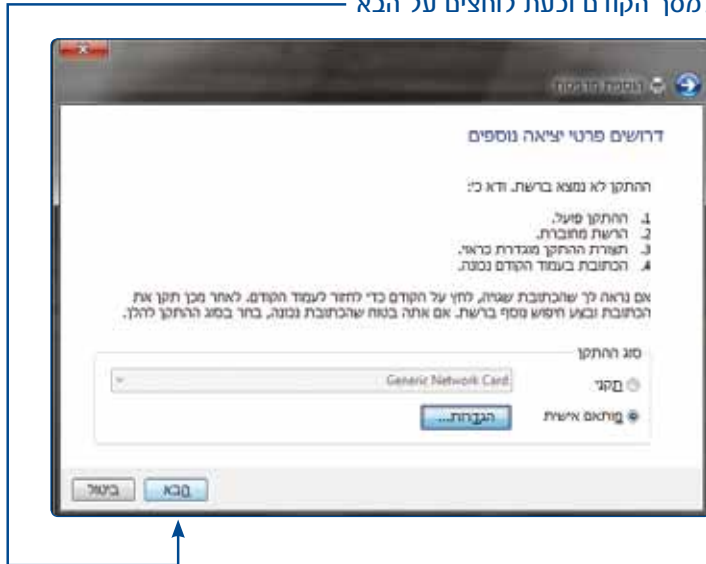 מסך הקודם וכעת לוחצים על הבא
הוספת מדפסת
דרושים פרטי יציאה נוספים
ההתקן לא נמצא ברשת. ודא כי:
1. ההתקן פועל.
2. הרשת מחוברת.
3. תצורת ההתקן מוגדרת כראוי.
4. הכתובת בעמוד הקודם נכונה.
אם נראה לך שהכתובת שגויה, לחץ על הקודם כדי לחזור לעמוד הקודם. לאחר מכן תקן את
הכתובת ובצע חיפוש נוסף ברשת. אם אתה בטוח שהכתובת נכונה, בחר בסוג ההתקן להלן.
סוג ההתקן
תקני
Generic Network Card
מותאם אישית
הגדרות...
הבא
ביטול